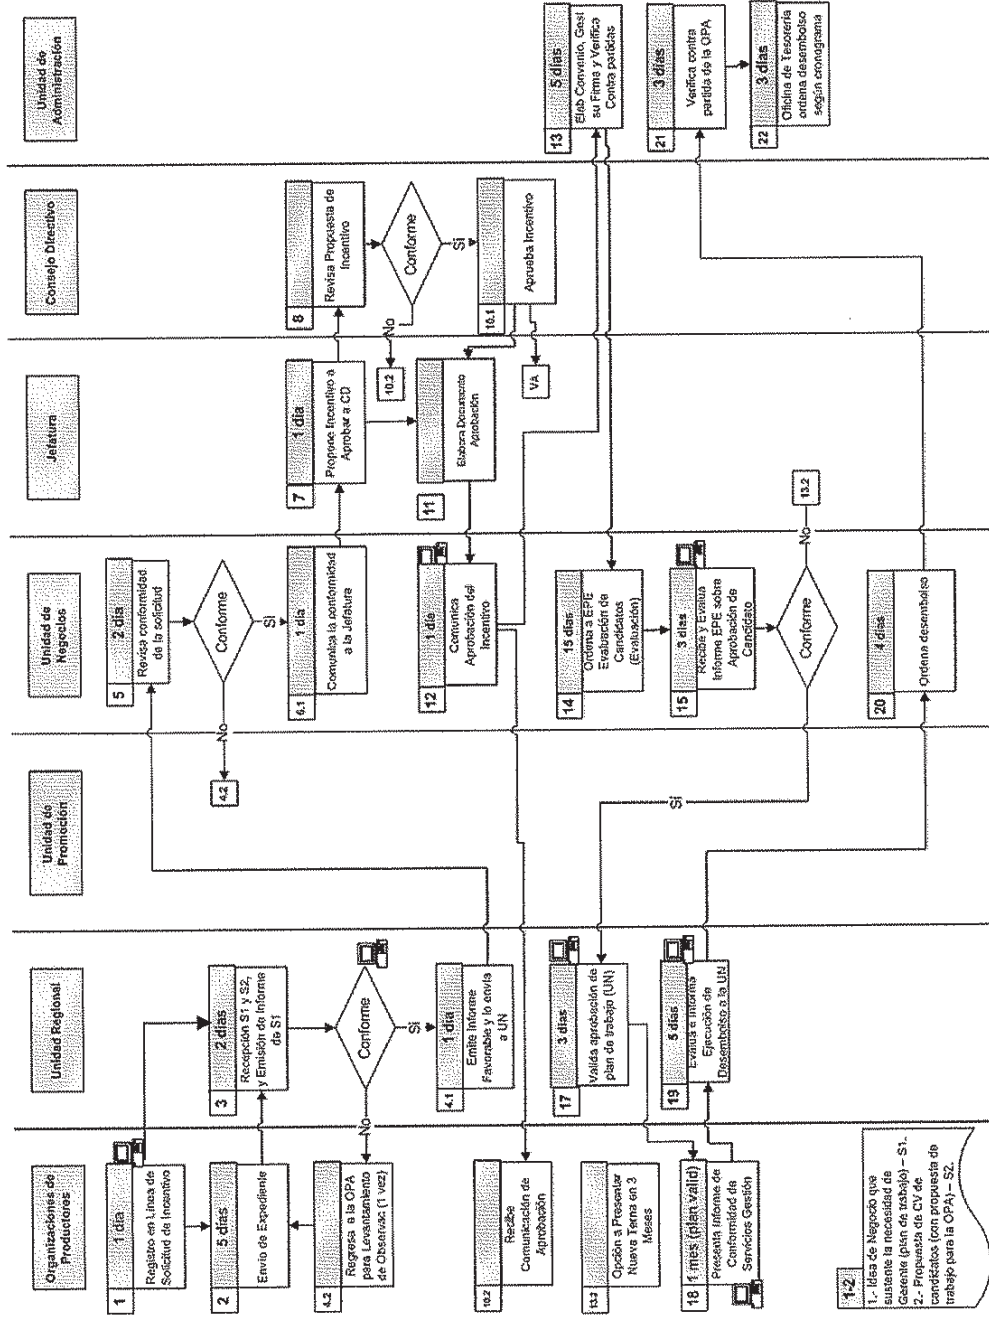 Organizaciones de
Productores
Unidad Regional
Unidad de
Promoción
Unidad de
Negocios
Jefatura
Consejo Directivo
Unidad de
Administración
1
1 día
Registro en Línea de
Solicitud de Incentivo
2
5 días
Envío de Expediente
4.2
Regresa a la OPA
para Levantamiento
de Observac (1 vez)
10.2
Recibe
Comunicación de
Aprobación
13.2
Opción a Presentar
Nueva Terna en 3
Meses
18
1 mes (plan valid)
Presenta Informe de
Conformidad de
Servicios Gestión
1-2
1.- Idea de Negocio que
sustente la necesidad de
Gerente (plan de trabajo) – S1.
2.- Propuesta de CV de
candidatos (con propuesta de
trabajo para la OPA) – S2.
3
2 días
Recepción S1 y S2,
y Emisión de Informe
de S1
Conforme
No
Si
4.1
1 día
Emite Informe
Favorable y lo envía
a UN
17
3 días
Valida aprobación de
plan de trabajo (UN)
19
5 días
Evalua e Informa
Ejecución de
Desembolso a la UN
5
2 día
Revisa conformidad
de la solicitud
Conforme
No
4.2
Si
6.1
1 día
Comunica la conformidad
a la Jefatura
12
1 día
Comunica
Aprobación del
Incentivo
14
15 días
Ordena a EPE
Evaluación de
Candidatos
(Evaluación)
15
3 días
Recibe y Evalúa
Informe EPE sobre
Aprobación de
Candidato
Conforme
No
13.2
Si
20
4 días
Ordena desembolso
7
1 día
Propone Incentivo a
Aprobar a CD
11
Elabora Documento
Aprobación
8
Revisa Propuesta de
Incentivo
Conforme
No
10.2
Si
10.1
Aprueba Incentivo
VA
13
5 días
Elab Convenio, Gest
su Firma y Verifica
Contra partidas
21
3 días
Verifica contra
partida de la OPA
22
3 días
Oficina de Tesorería
ordena desembolso
según cronograma